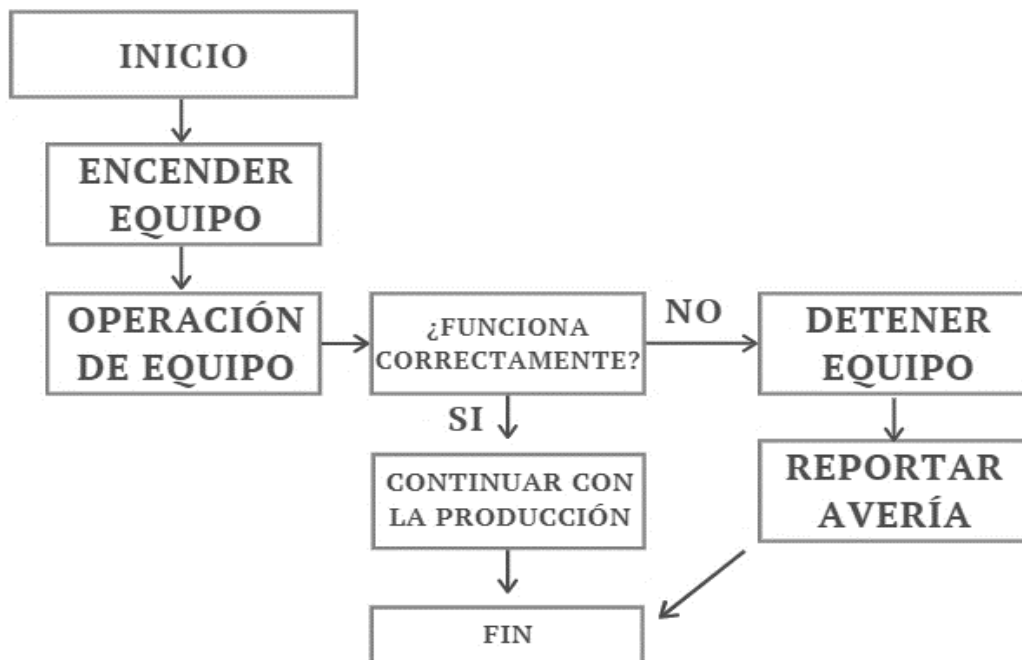 INICIO
ENCENDER
EQUIPO
OPERACIÓN
DE EQUIPO
¿FUNCIONA
CORRECTAMENTE?
NO
DETENER
EQUIPO
SI
CONTINUAR CON
LA PRODUCCIÓN
REPORTAR
AVERÍA
FIN